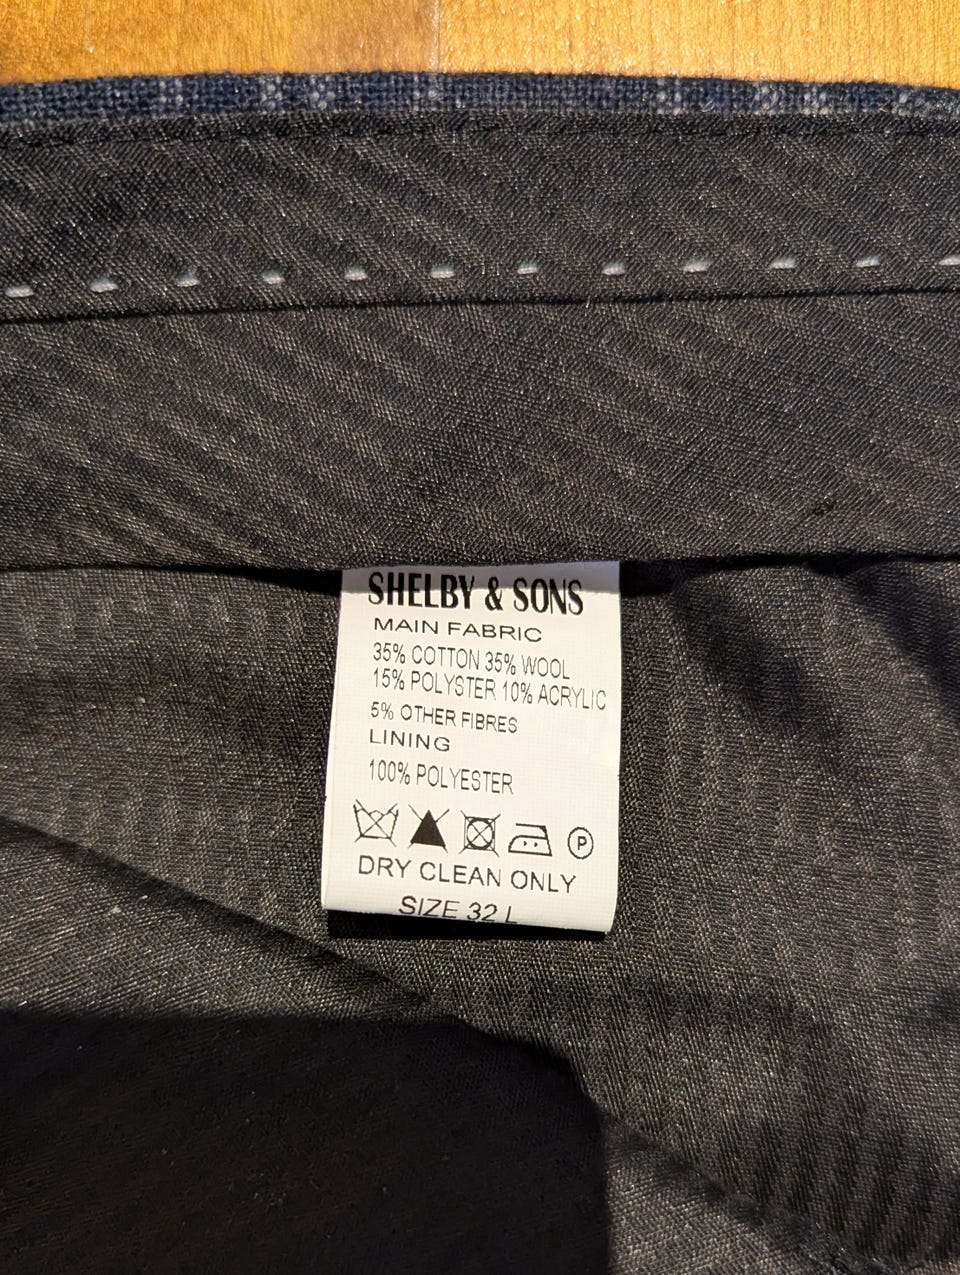 SHELBY & SONS
MAIN FABRIC
35% COTTON 35% WOOL
15% POLYSTER 10% ACRYLIC
5% OTHER FIBRES
LINING
100% POLYESTER
P
DRY CLEAN ONLY
SIZE 32 L